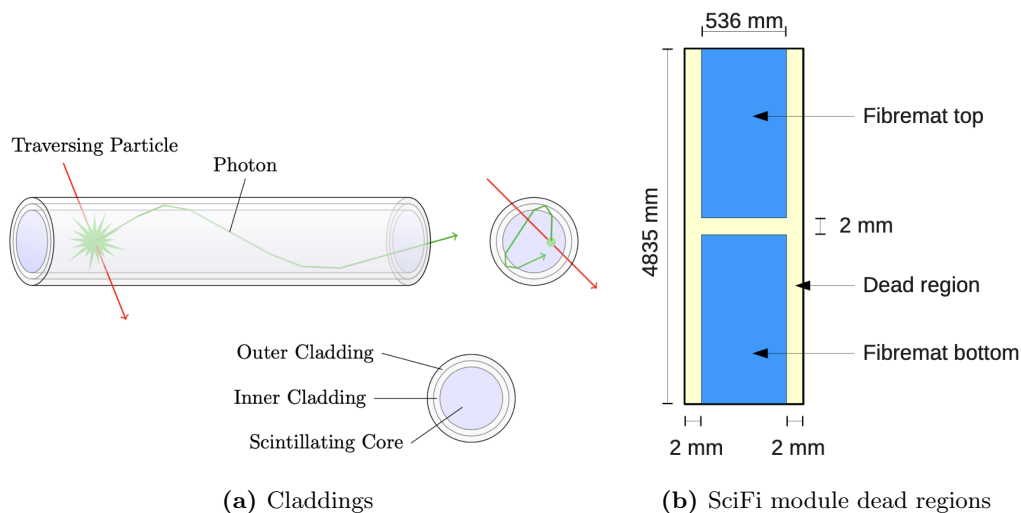 Traversing Particle
Photon
Outer Cladding
Inner Cladding
Scintillating Core
(a) Claddings
536 mm
4835 mm
Fibremat top
2 mm
Dead region
Fibremat bottom
2 mm
2 mm
(b) SciFi module dead regions